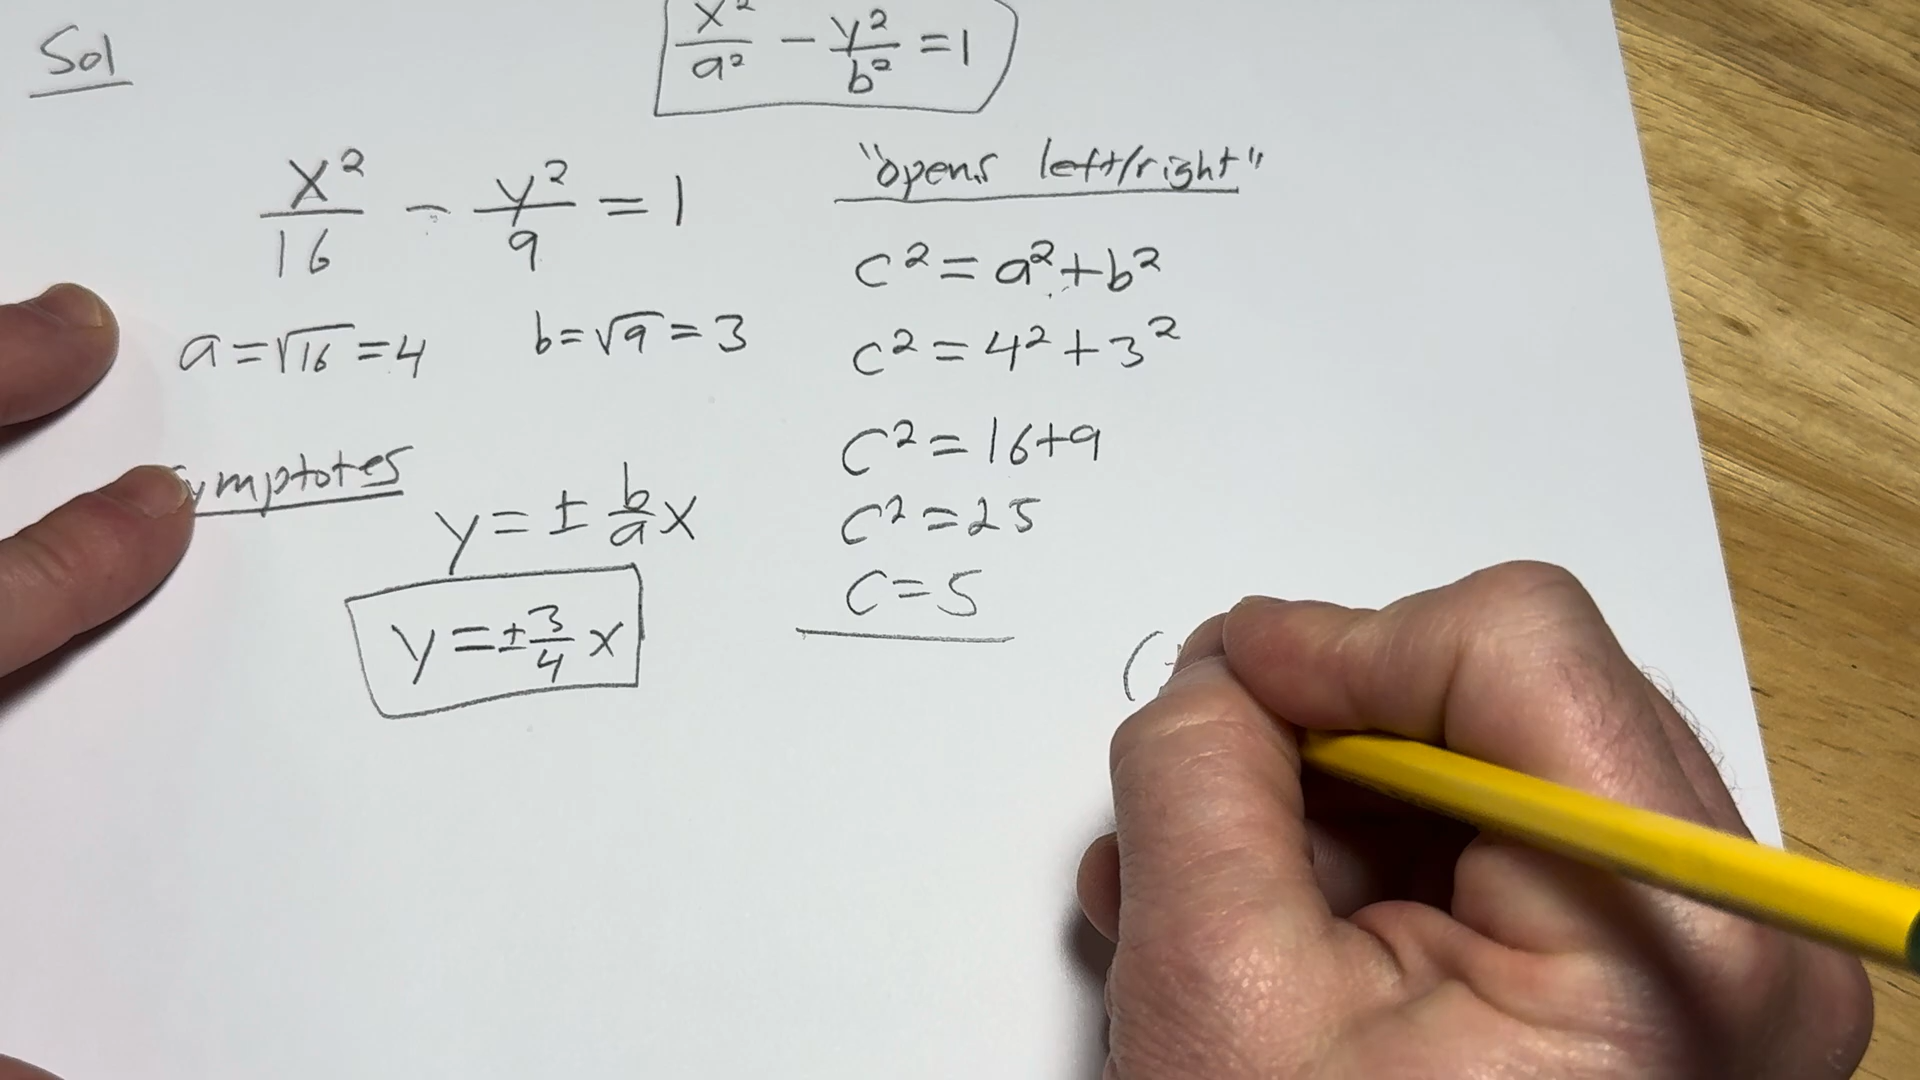 Sol
x²/a² - y²/b² = 1
x²/16 - y²/9 = 1
"opens left/right"
c² = a² + b²
a = √16 = 4
b = √9 = 3
c² = 4² + 3²
c² = 16 + 9
y = ± b/a x
c² = 25
c = 5
y = ± 3/4 x